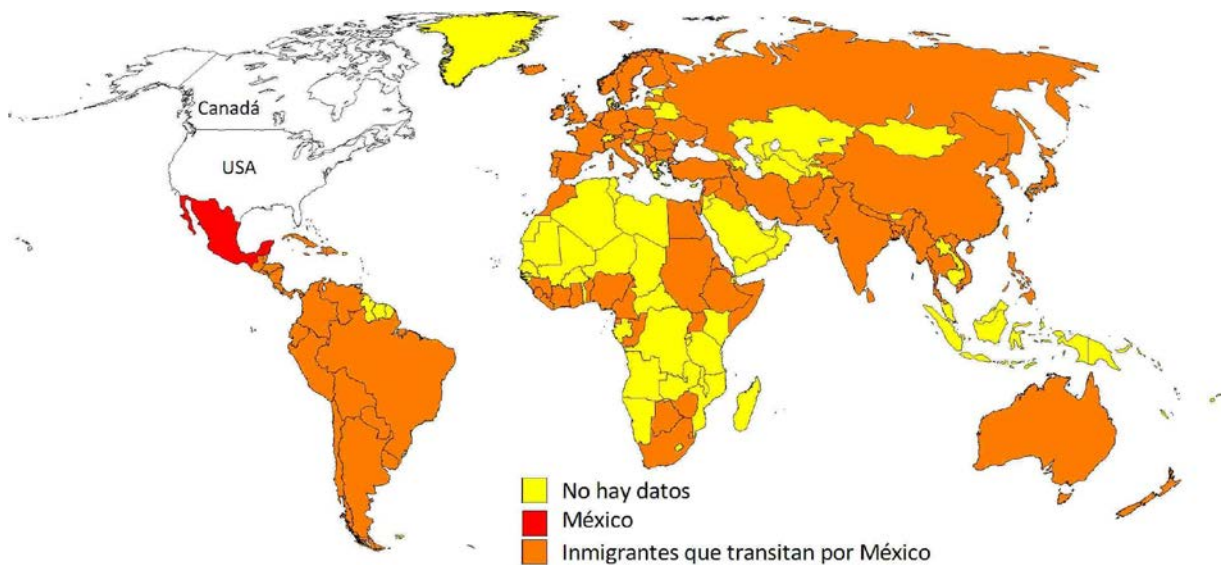 Canadá
USA
No hay datos
México
Inmigrantes que transitan por México